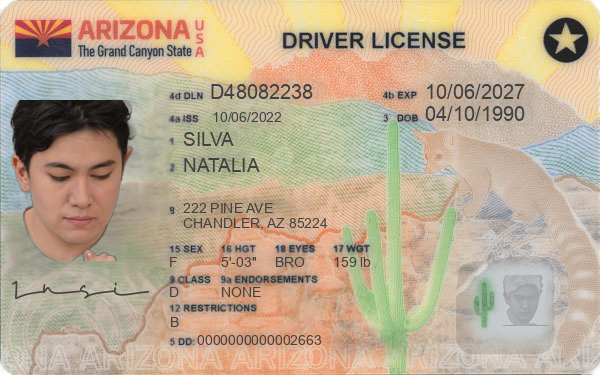 ARIZONA USA
The Grand Canyon State
DRIVER LICENSE
4d DLN D48082238
4b EXP 10/06/2027
4a ISS 10/06/2022
3 DOB 04/10/1990
1 SILVA
2 NATALIA
8 222 PINE AVE
CHANDLER, AZ 85224
15 SEX 16 HGT 18 EYES 17 WGT
F 5'-03" BRO 159 lb
9 CLASS 9a ENDORSEMENTS
D NONE
12 RESTRICTIONS
B
5 DD: 0000000000002663
ARIZONA ARIZONA ARIZONA ARIZONA